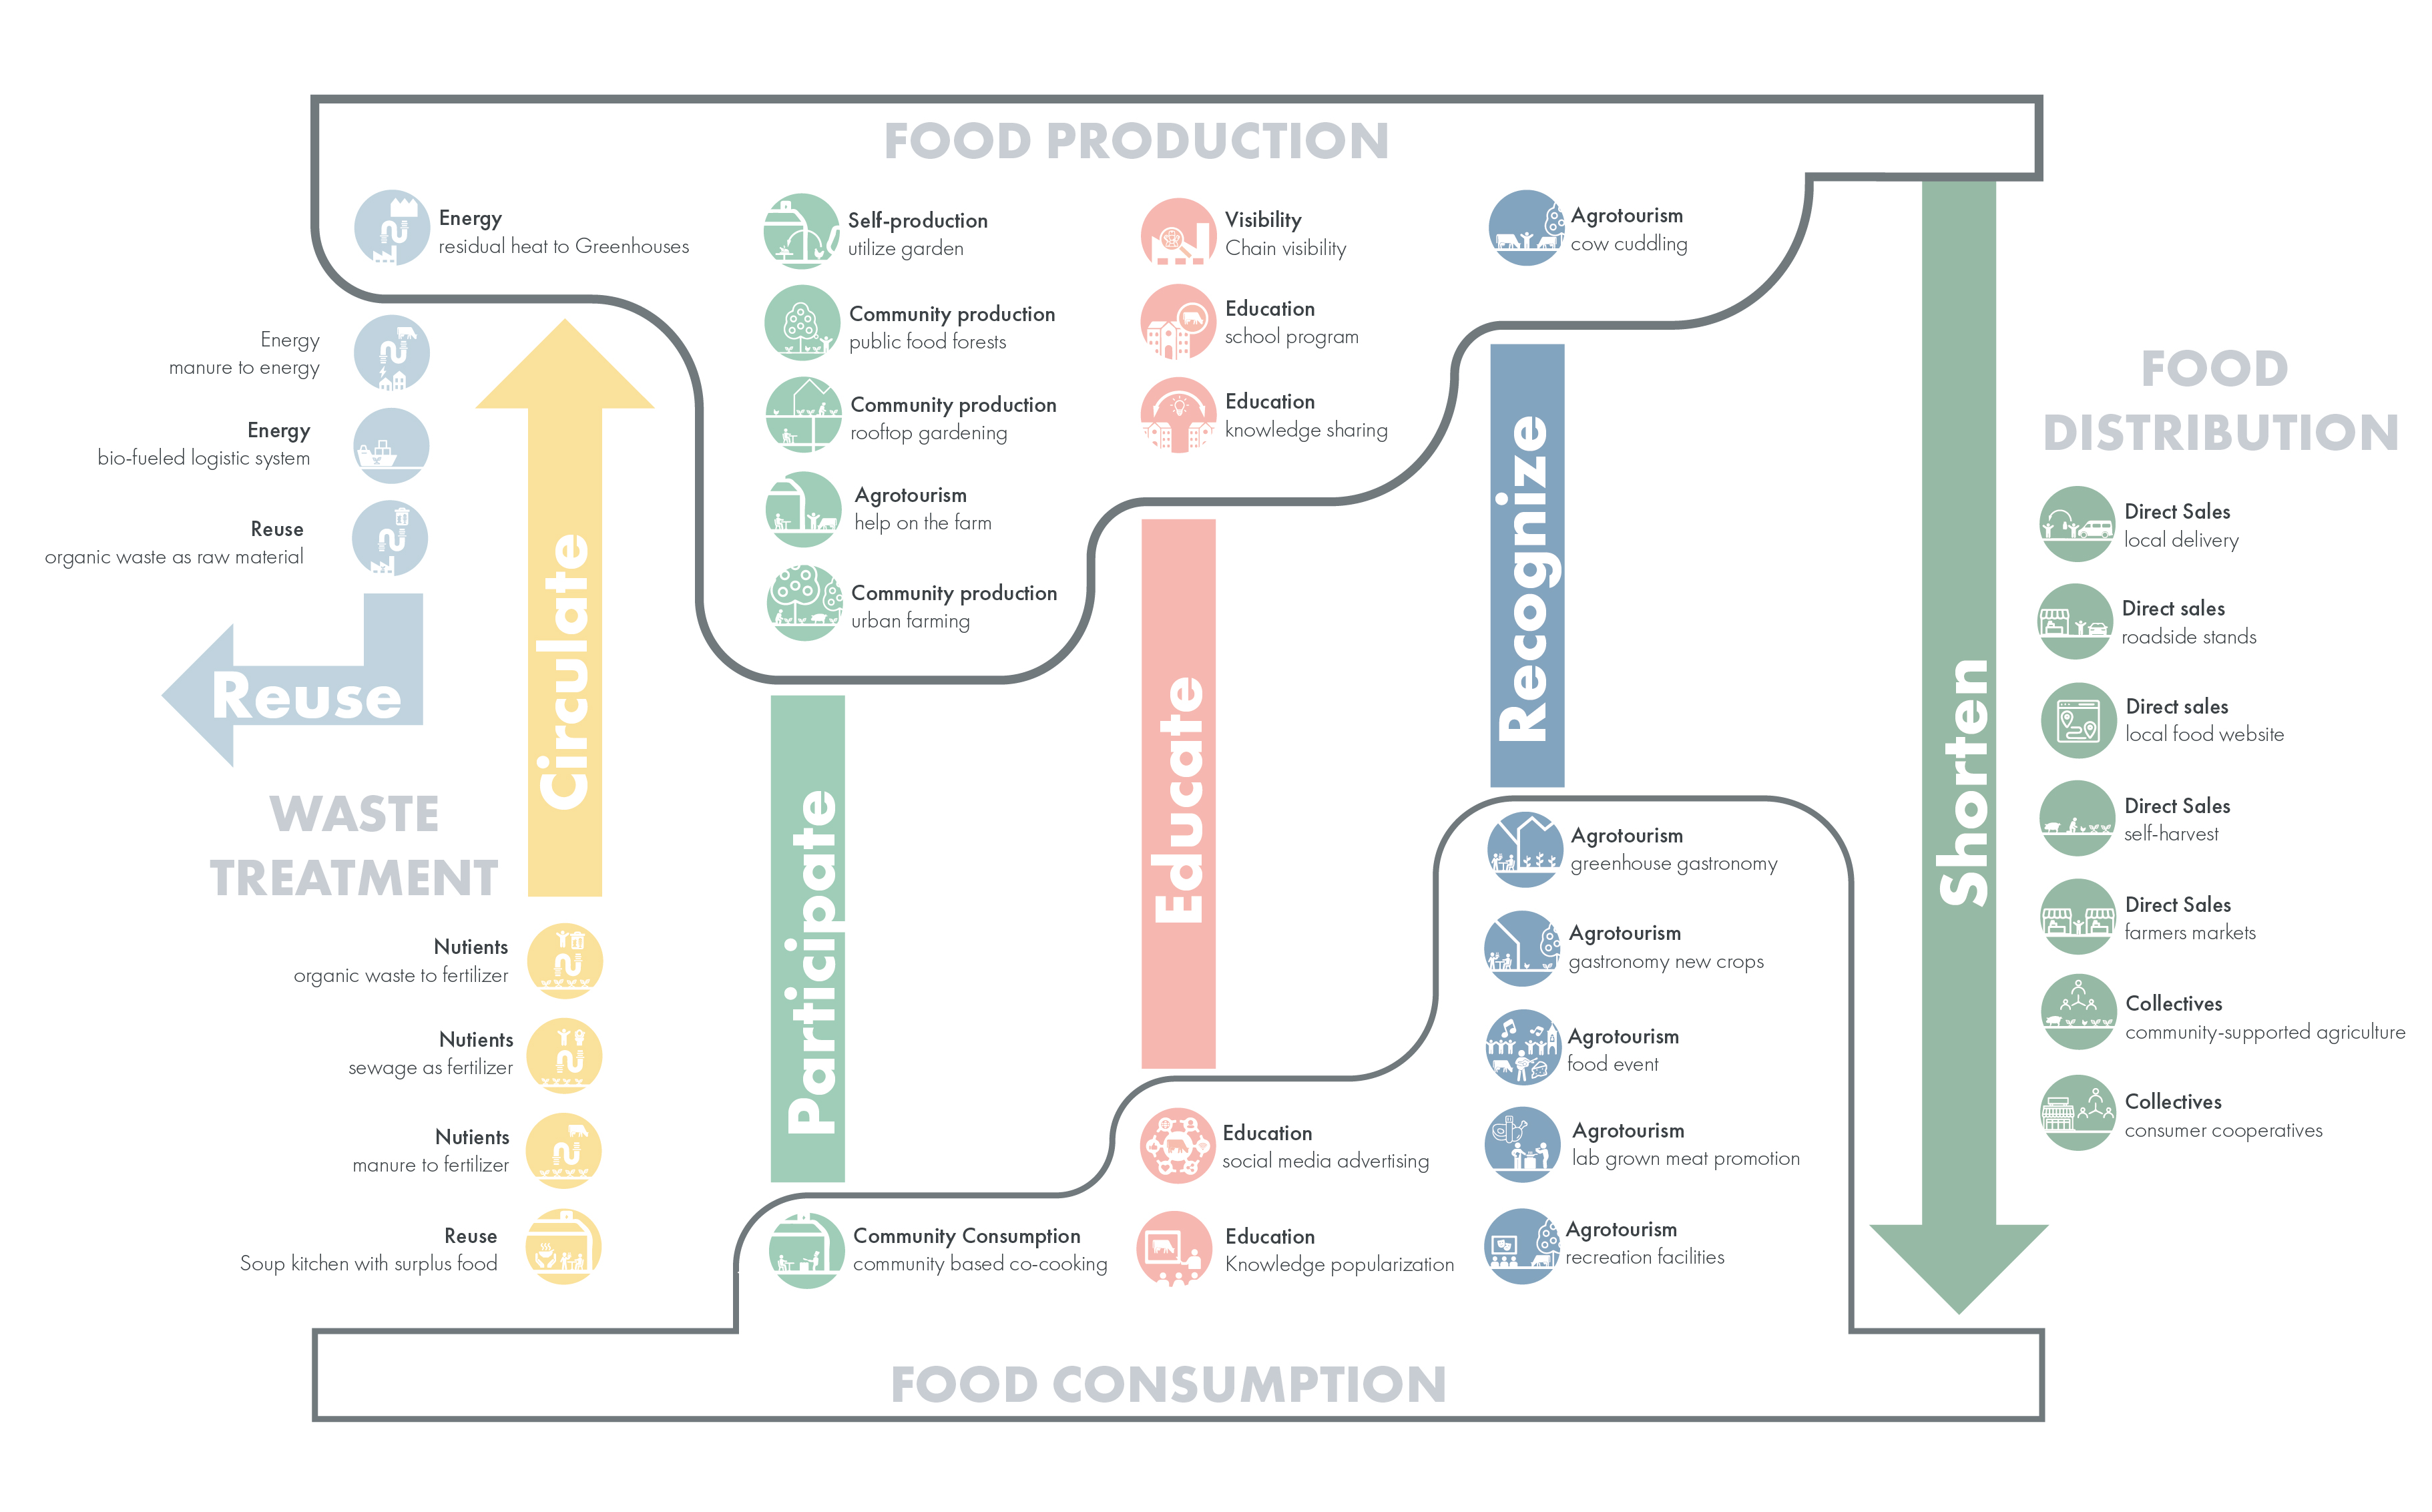 FOOD PRODUCTION
Energy
residual heat to Greenhouses
Energy
manure to energy
Energy
bio-fueled logistic system
Reuse
organic waste as raw material
Reuse
WASTE
TREATMENT
Circulate
Nutients
organic waste to fertilizer
Nutients
sewage as fertilizer
Nutients
manure to fertilizer
Reuse
Soup kitchen with surplus food
Self-production
utilize garden
Community production
public food forests
Community production
rooftop gardening
Agrotourism
help on the farm
Community production
urban farming
Participate
Community Consumption
community based co-cooking
Visibility
Chain visibility
Education
school program
Education
knowledge sharing
Educate
Education
social media advertising
Education
Knowledge popularization
Agrotourism
cow cuddling
Recognize
Agrotourism
greenhouse gastronomy
Agrotourism
gastronomy new crops
Agrotourism
food event
Agrotourism
lab grown meat promotion
Agrotourism
recreation facilities
Shorten
FOOD
DISTRIBUTION
Direct Sales
local delivery
Direct sales
roadside stands
Direct sales
local food website
Direct Sales
self-harvest
Direct Sales
farmers markets
Collectives
community-supported agriculture
Collectives
consumer cooperatives
FOOD CONSUMPTION